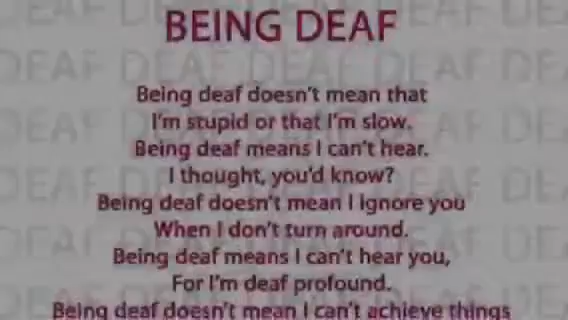 BEING DEAF
Being deaf doesn't mean that
I'm stupid or that I'm slow.
Being deaf means I can't hear.
I thought, you'd know?
Being deaf doesn't mean I ignore you
When I don't turn around.
Being deaf means I can't hear you,
For I'm deaf profound.
Being deaf doesn't mean I can't achieve things